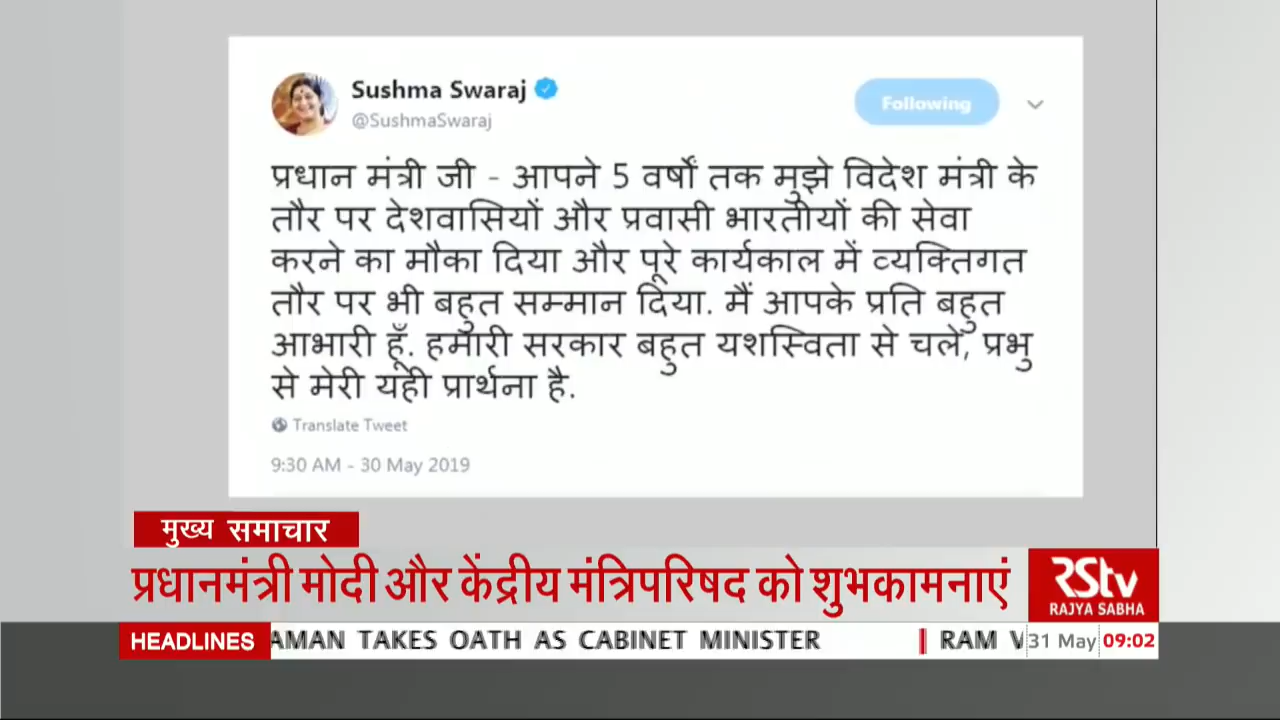 Sushma Swaraj
@SushmaSwaraj
Following
प्रधान मंत्री जी - आपने 5 वर्षों तक मुझे विदेश मंत्री के
तौर पर देशवासियों और प्रवासी भारतीयों की सेवा
करने का मौका दिया और पूरे कार्यकाल में व्यक्तिगत
तौर पर भी बहुत सम्मान दिया. मैं आपके प्रति बहुत
आभारी हूँ. हमारी सरकार बहुत यशस्विता से चले, प्रभु
से मेरी यही प्रार्थना है.
Translate Tweet
9:30 AM - 30 May 2019
मुख्य समाचार
प्रधानमंत्री मोदी और केंद्रीय मंत्रिपरिषद को शुभकामनाएं
RStv
RAJYA SABHA
HEADLINES AMAN TAKES OATH AS CABINET MINISTER | RAM V 31 May 09:02